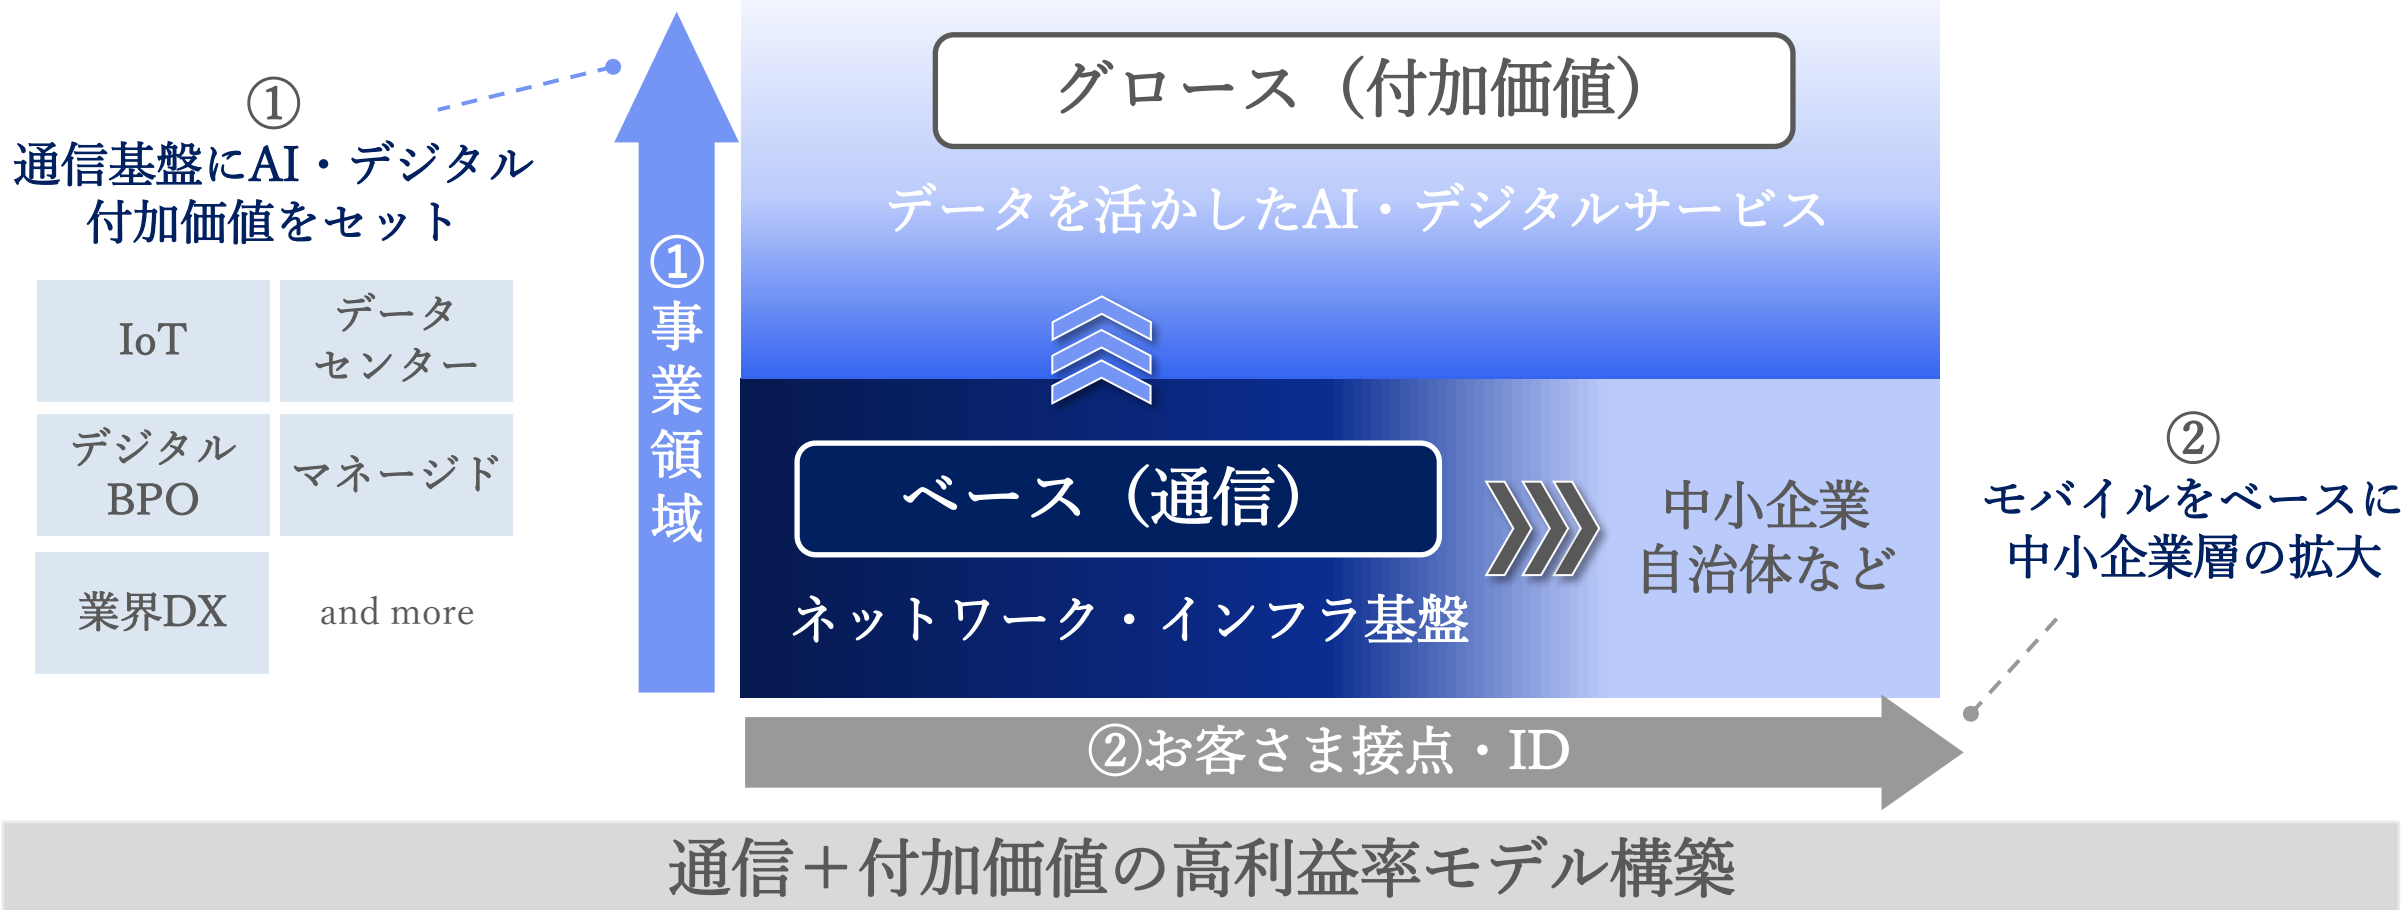 ①
通信基盤にAI・デジタル
付加価値をセット
IoT
データ
センター
デジタル
BPO
マネージド
業界DX
and more
①事業領域
グロース（付加価値）
データを活かしたAI・デジタルサービス
ベース（通信）
ネットワーク・インフラ基盤
中小企業
自治体など
②
モバイルをベースに
中小企業層の拡大
②お客さま接点・ID
通信＋付加価値の高利益率モデル構築